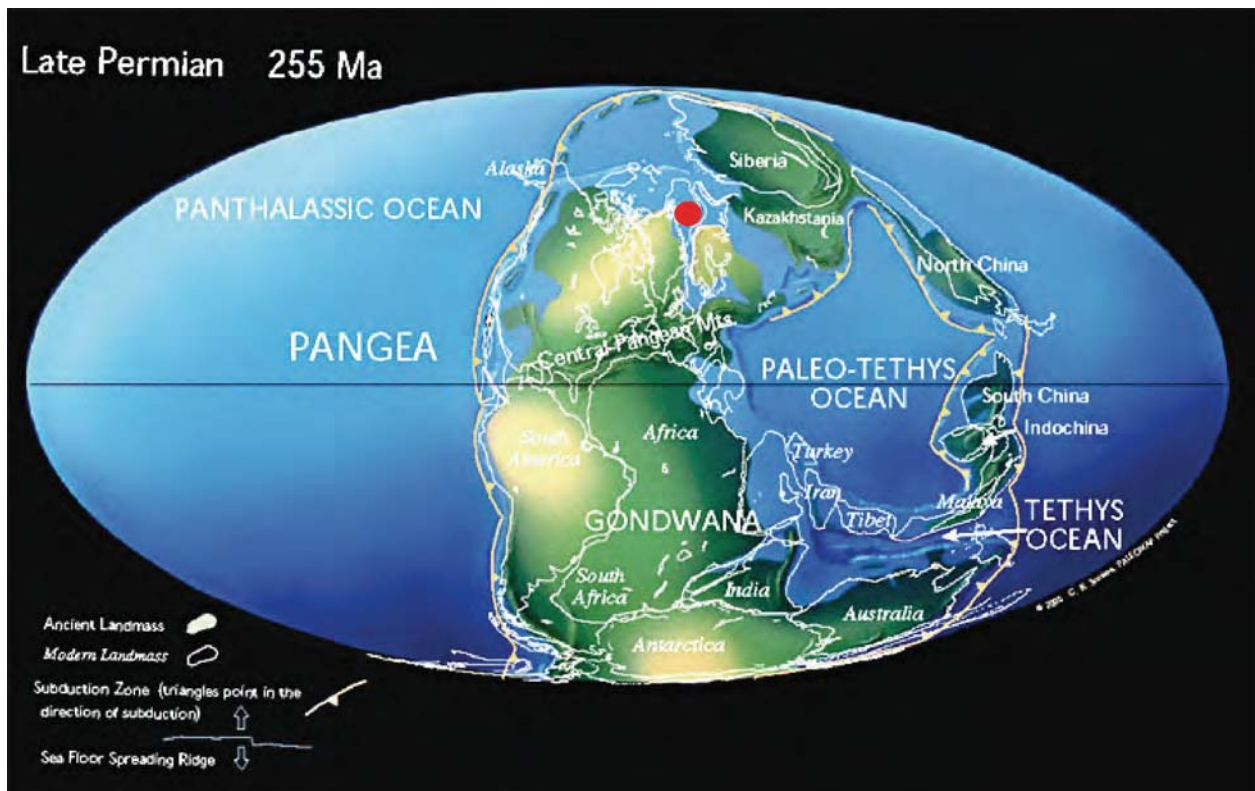 Late Permian 255 Ma
Siberia
Alaska
PANTHALASSIC OCEAN
Kazakhstania
North China
Central Pangean Mts.
PANGEA
PALEO-TETHYS
OCEAN
South China
Indochina
South
America
Africa
Turkey
Iran
Tibet
Malaya
GONDWANA
TETHYS
OCEAN
South
Africa
India
Australia
Antarctica
Ancient Landmass
Modern Landmass
Subduction Zone (triangles point in the
direction of subduction)
Sea Floor Spreading Ridge
PALEOMAP Project